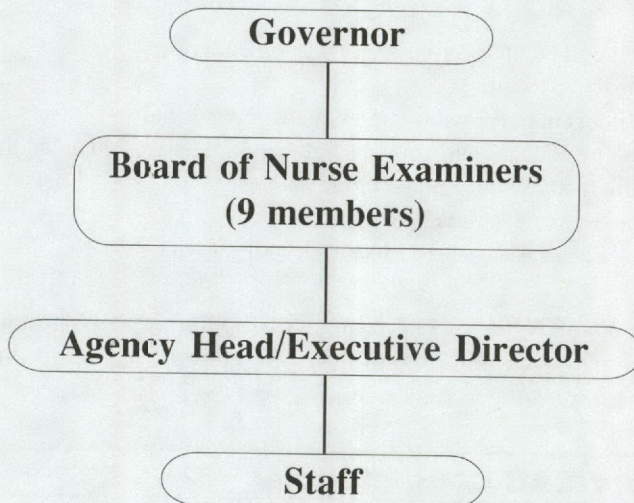 Governor
Board of Nurse Examiners
(9 members)
Agency Head/Executive Director
Staff